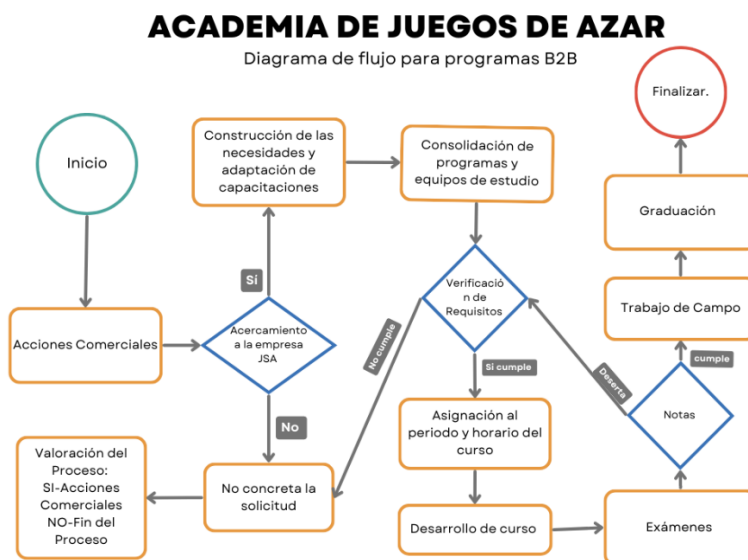 ACADEMIA DE JUEGOS DE AZAR
Diagrama de flujo para programas B2B
Finalizar.
Inicio
Construcción de las
necesidades y
adaptación de
capacitaciones
Consolidación de
programas y
equipos de estudio
Graduación
Sí
Verificació
n de
Requisitos
Acciones Comerciales
Acercamiento
a la empresa
JSA
Trabajo de Campo
No cumple
Si cumple
Deserta
cumple
No
Asignación al
periodo y horario del
curso
Notas
Valoración del
Proceso:
SI-Acciones
Comerciales
NO-Fin del
Proceso
No concreta la
solicitud
Desarrollo de curso
Exámenes